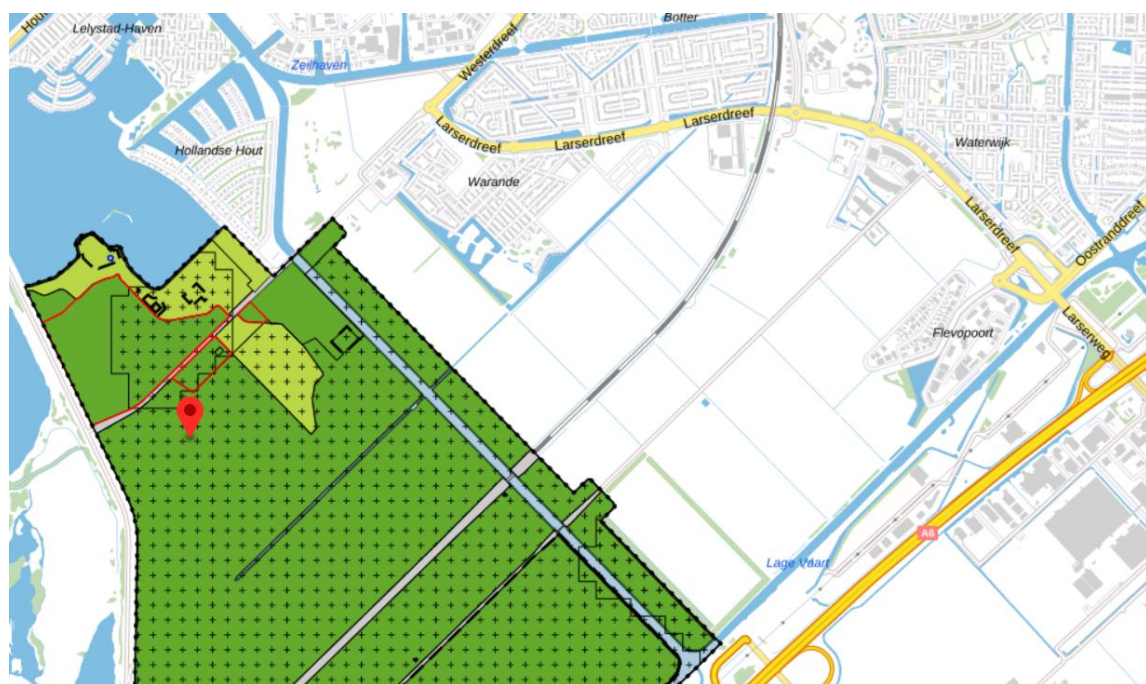 Hout
Lelystad-Haven
Zeilhaven
Westerdreef
Botter
Larserdreef
Larserdreef
Larserdreef
Hollandse Hout
Warande
Waterwijk
Larserdreef
Oostranddreef
Larserweg
Flevopoort
A6
Lage Vaart